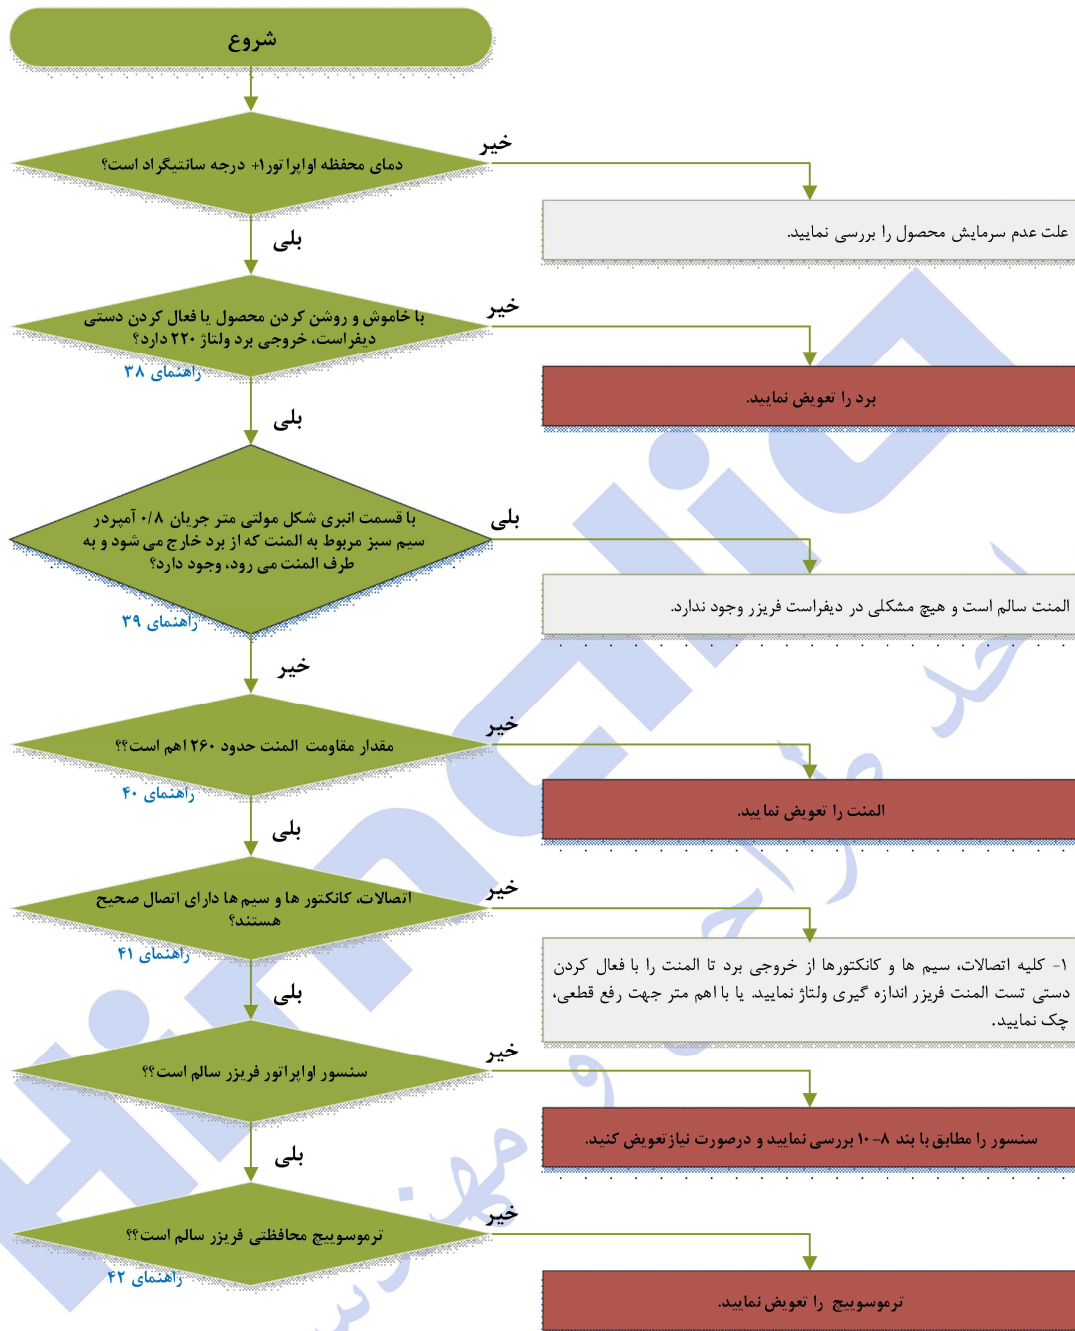 شروع
دمای محفظه اواپراتور۱+ درجه سانتیگراد است؟
خیر
علت عدم سرمایش محصول را بررسی نمایید.
بلی
با خاموش و روشن کردن محصول یا فعال کردن دستی
دیفراست، خروجی برد ولتاژ ۲۲۰ دارد؟
راهنمای ۳۸
خیر
برد را تعویض نمایید.
بلی
با قسمت انبری شکل مولتی متر جریان ۰/۸ آمپردر
سیم سبز مربوط به المنت که از برد خارج می شود و به
طرف المنت می رود، وجود دارد؟
راهنمای ۳۹
بلی
المنت سالم است و هیچ مشکلی در دیفراست فریزر وجود ندارد.
خیر
مقدار مقاومت المنت حدود ۲۶۰ اهم است؟؟
راهنمای ۴۰
خیر
المنت را تعویض نمایید.
بلی
اتصالات، کانکتور ها و سیم ها دارای اتصال صحیح
هستند؟
راهنمای ۴۱
خیر
۱- کلیه اتصالات، سیم ها و کانکتورها از خروجی برد تا المنت را با فعال کردن
دستی تست المنت فریزر اندازه گیری ولتاژ نمایید. یا با اهم متر جهت رفع قطعی،
چک نمایید.
بلی
سنسور اواپراتور فریزر سالم است؟؟
خیر
سنسور را مطابق با بند ۸-۱۰ بررسی نمایید و درصورت نیازتعویض کنید.
بلی
ترموسوییچ محافظتی فریزر سالم است؟؟
راهنمای ۴۲
خیر
ترموسوییچ را تعویض نمایید.